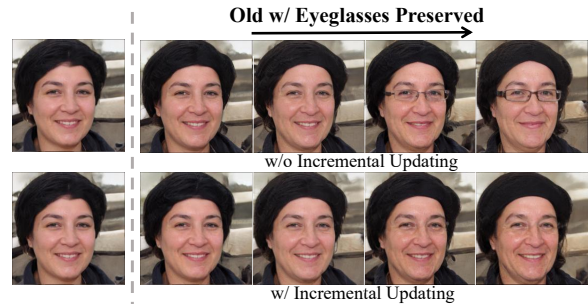 Old w/ Eyeglasses Preserved
w/o Incremental Updating
w/ Incremental Updating